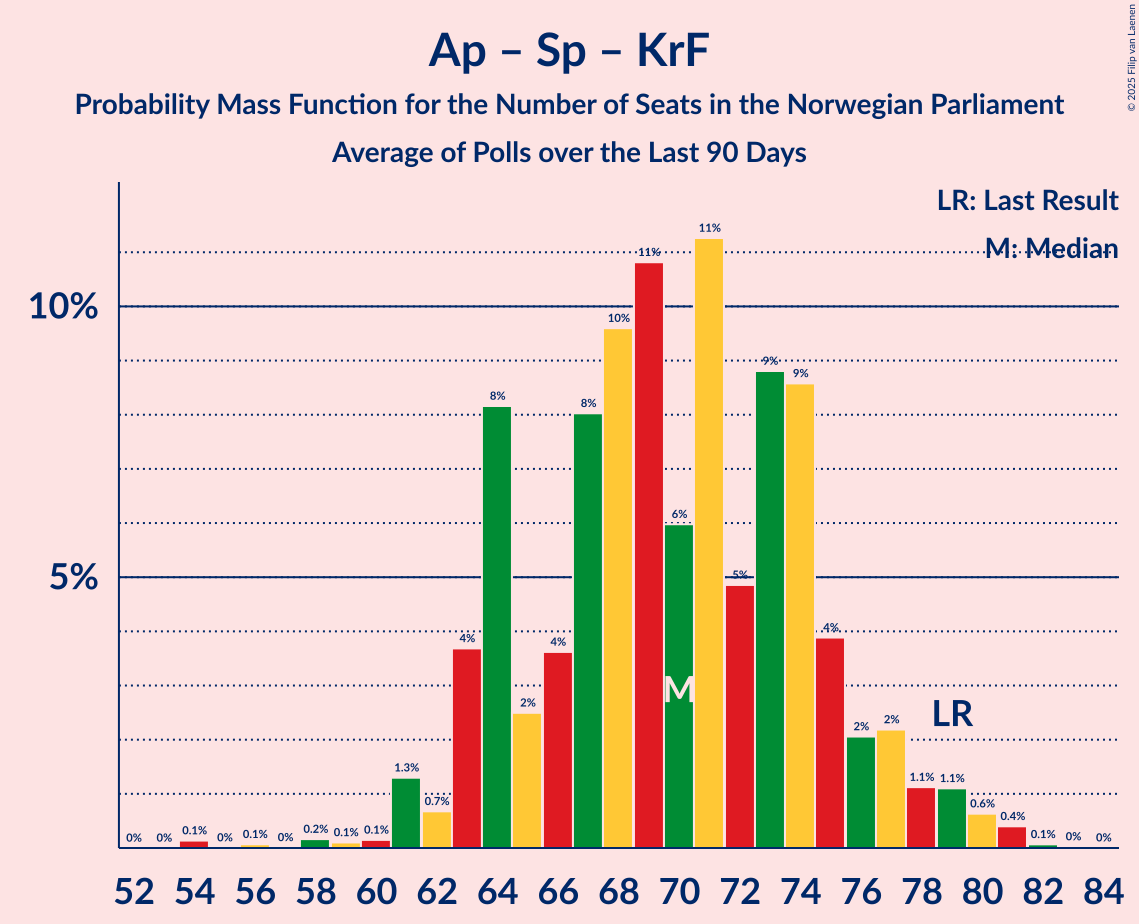 Ap – Sp – KrF
Probability Mass Function for the Number of Seats in the Norwegian Parliament
Average of Polls over the Last 90 Days
© 2025 Filip van Laenen
LR: Last Result
M: Median
10%
5%
0% 0% 0.1% 0% 0.1% 0% 0.2% 0.1% 0.1% 1.3% 0.7% 4% 8% 2% 4% 8% 10% 11% 6% 11% 5% 9% 9% 4% 2% 2% 1.1% 1.1% 0.6% 0.4% 0.1% 0% 0%
M
LR
52 54 56 58 60 62 64 66 68 70 72 74 76 78 80 82 84